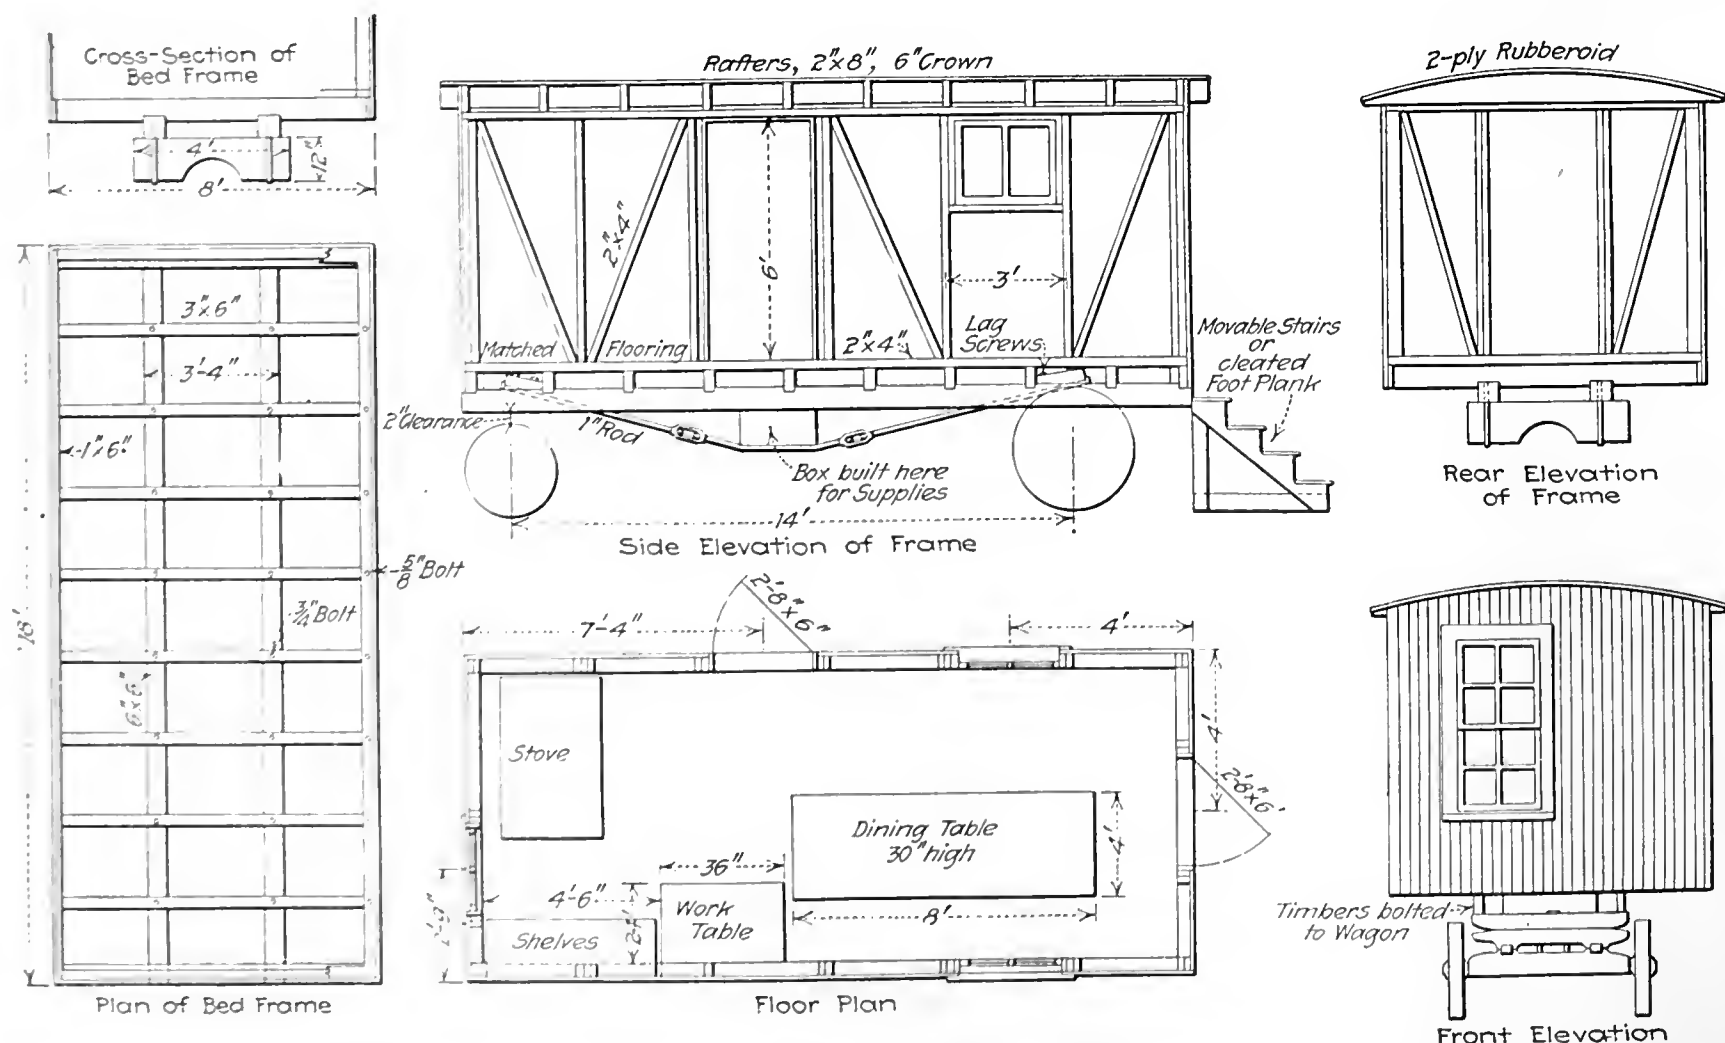 Cross-Section of
Bed Frame
4'
12"
8'
Rafters, 2"x8", 6" Crown
2"x4"
6'
3'
Matched
Flooring
2"x4"
Lag
Screws
Movable Stairs
or
cleated
Foot Plank
2" Clearance
1" Rod
Box built here
for Supplies
14'
Side Elevation of Frame
2-ply Rubberoid
Rear Elevation
of Frame
3"x6"
3'-4"
1"x6"
5/8" Bolt
3/4" Bolt
18'
6"x6"
Plan of Bed Frame
7'-4"
2'-8"x6"
4'
4'
2'-8"x6'
Stove
Dining Table
30" high
4'
8'
36"
4'-6"
Work
Table
Shelves
Floor Plan
Timbers bolted
to Wagon
Front Elevation